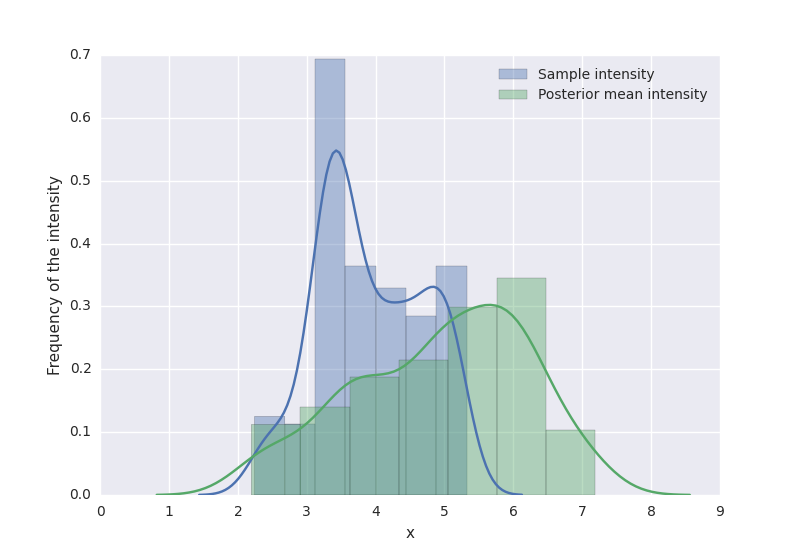 0.7
0.6
0.5
0.4
0.3
0.2
0.1
0.0
Frequency of the intensity
Sample intensity
Posterior mean intensity
0 1 2 3 4 5 6 7 8 9
x